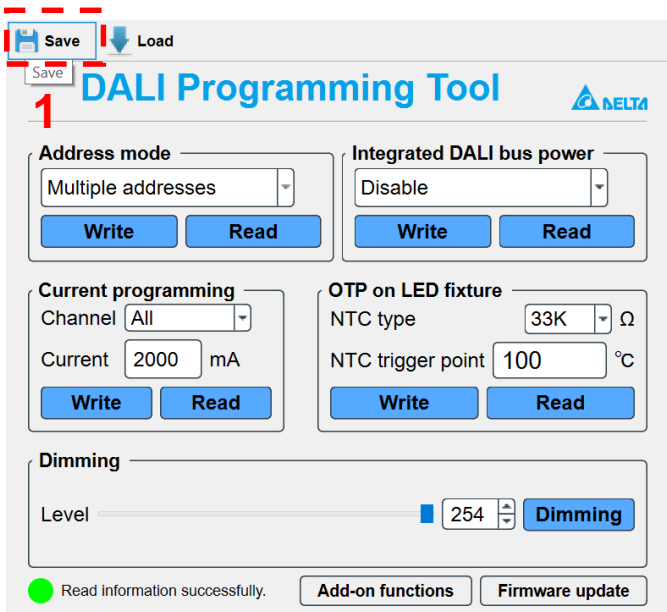 Save Load
Save
1
DALI Programming Tool
DELTA
Address mode
Multiple addresses
Write Read
Integrated DALI bus power
Disable
Write Read
Current programming
Channel All
Current 2000 mA
Write Read
OTP on LED fixture
NTC type 33K Ω
NTC trigger point 100 °C
Write Read
Dimming
Level 254 Dimming
Read information successfully. Add-on functions Firmware update